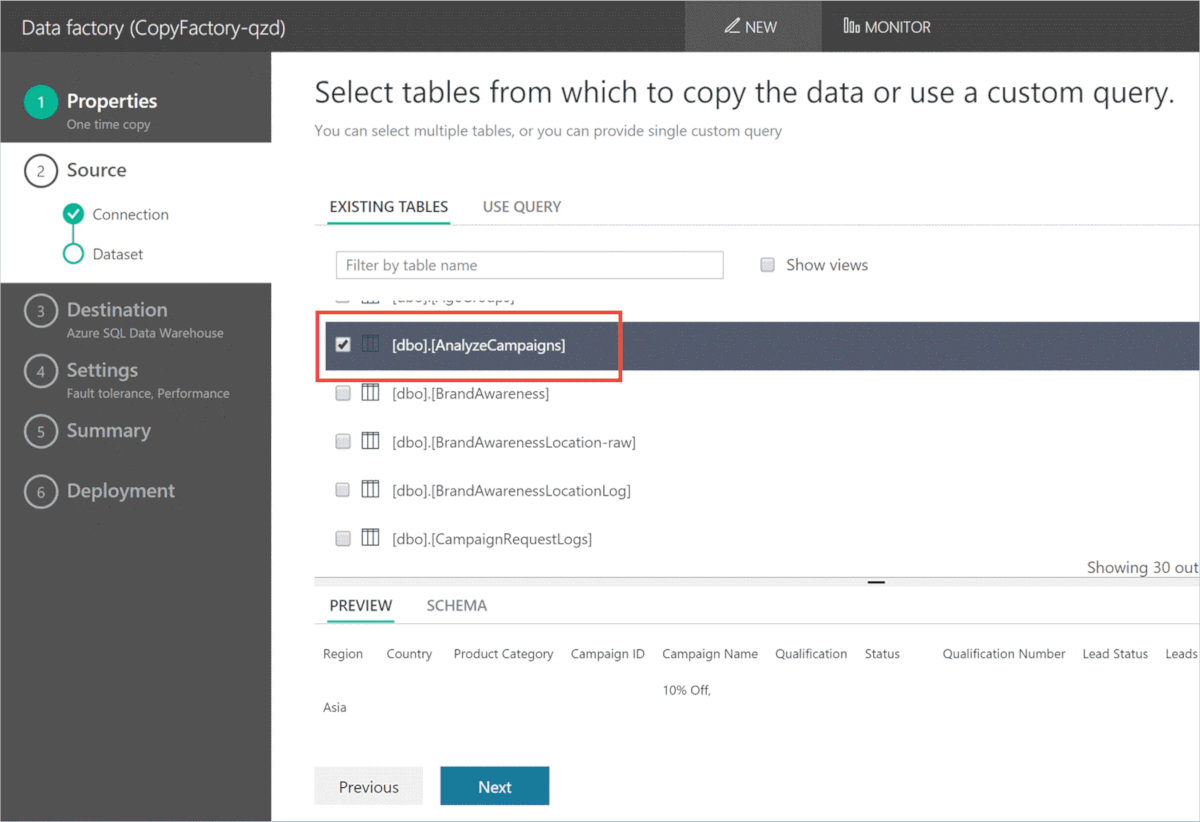 Data factory (CopyFactory-qzd)
NEW
MONITOR
1 Properties
One time copy
2 Source
Connection
Dataset
3 Destination
Azure SQL Data Warehouse
4 Settings
Fault tolerance, Performance
5 Summary
6 Deployment
Select tables from which to copy the data or use a custom query.
You can select multiple tables, or you can provide single custom query
EXISTING TABLES USE QUERY
Filter by table name
Show views
[dbo].[AgeGroups]
[dbo].[AnalyzeCampaigns]
[dbo].[BrandAwareness]
[dbo].[BrandAwarenessLocation-raw]
[dbo].[BrandAwarenessLocationLog]
[dbo].[CampaignRequestLogs]
Showing 30 out
PREVIEW SCHEMA
Region Country Product Category Campaign ID Campaign Name Qualification Status Qualification Number Lead Status Leads
10% Off,
Asia
Previous Next